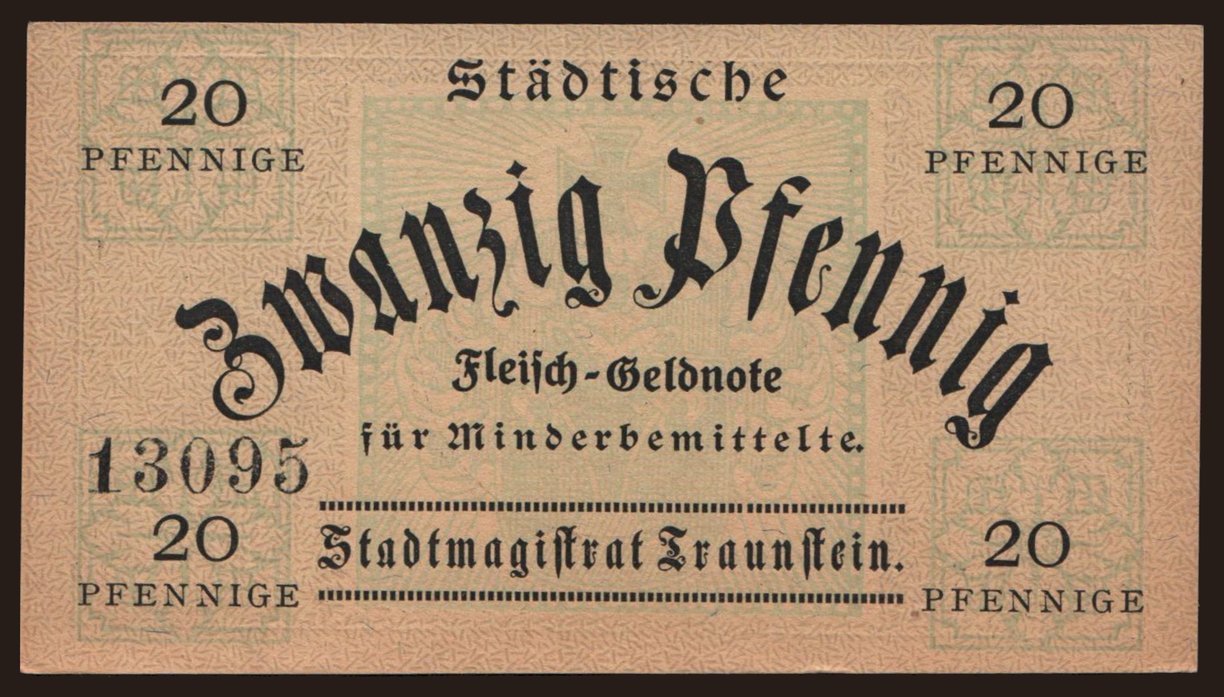 Städtische
20
PFENNIGE
20
PFENNIGE
Zwanzig Pfennig
Fleisch-Geldnote
für Minderbemittelte.
13095
20
PFENNIGE
Stadtmagistrat Traunstein.
20
PFENNIGE